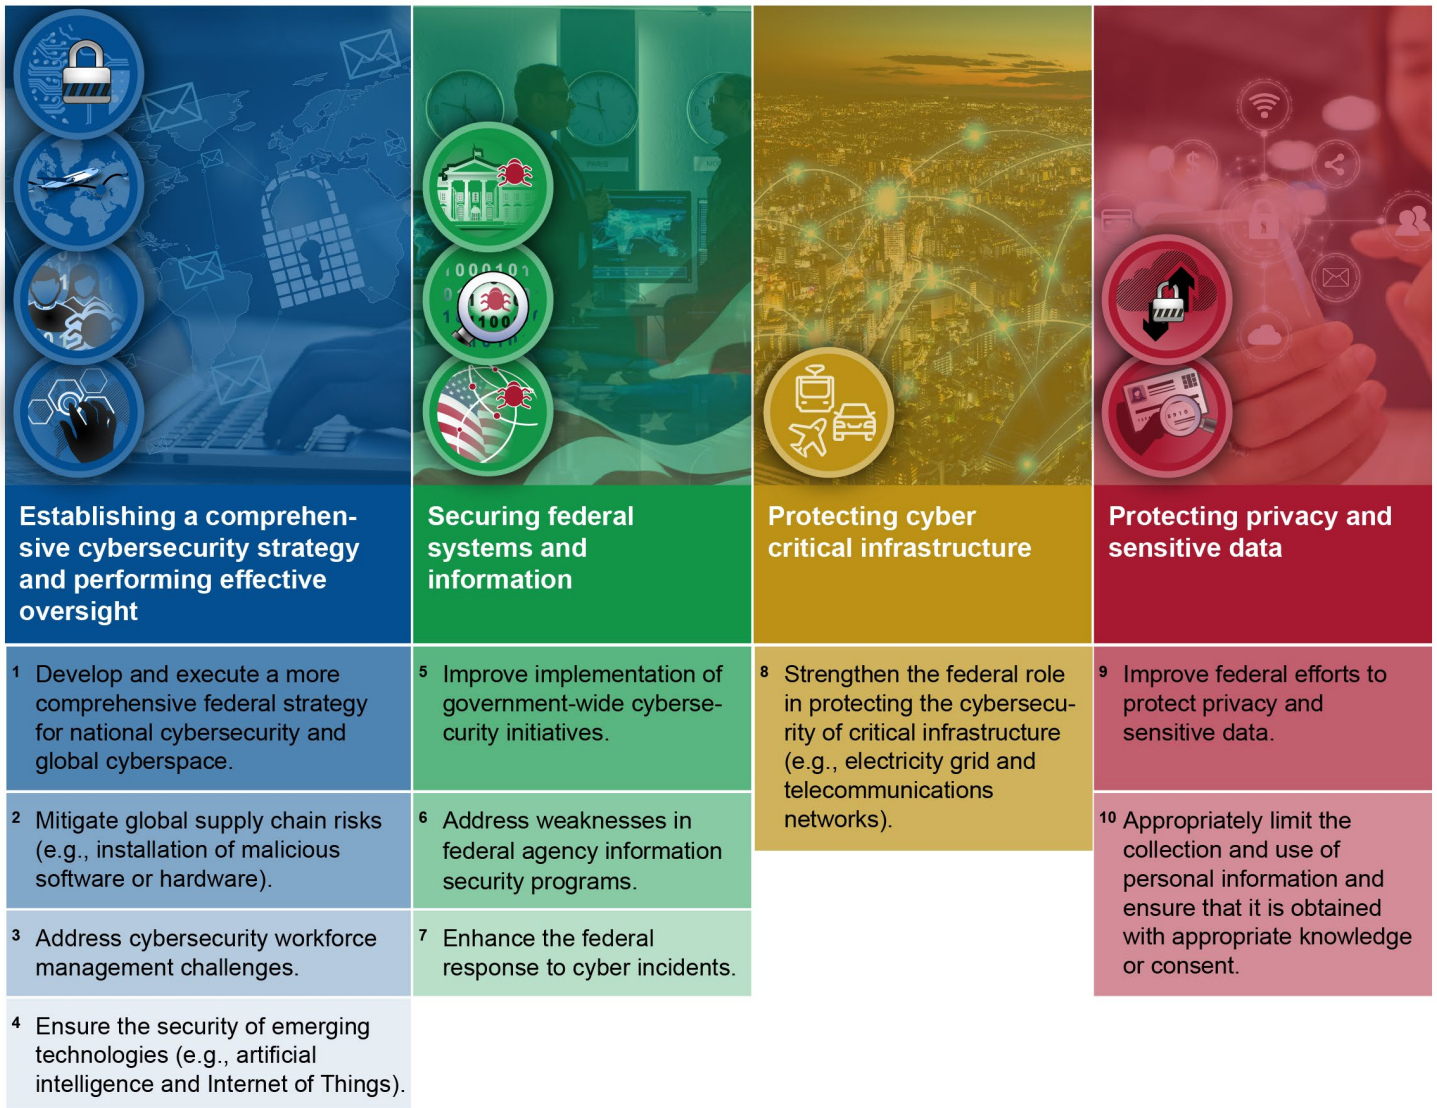 Establishing a comprehen-
sive cybersecurity strategy
and performing effective
oversight
1 Develop and execute a more
comprehensive federal strategy
for national cybersecurity and
global cyberspace.
2 Mitigate global supply chain risks
(e.g., installation of malicious
software or hardware).
3 Address cybersecurity workforce
management challenges.
4 Ensure the security of emerging
technologies (e.g., artificial
intelligence and Internet of Things).
PARIS
Securing federal
systems and
information
5 Improve implementation of
government-wide cyberse-
curity initiatives.
6 Address weaknesses in
federal agency information
security programs.
7 Enhance the federal
response to cyber incidents.
Protecting cyber
critical infrastructure
8 Strengthen the federal role
in protecting the cybersecu-
rity of critical infrastructure
(e.g., electricity grid and
telecommunications
networks).
Protecting privacy and
sensitive data
9 Improve federal efforts to
protect privacy and
sensitive data.
10 Appropriately limit the
collection and use of
personal information and
ensure that it is obtained
with appropriate knowledge
or consent.